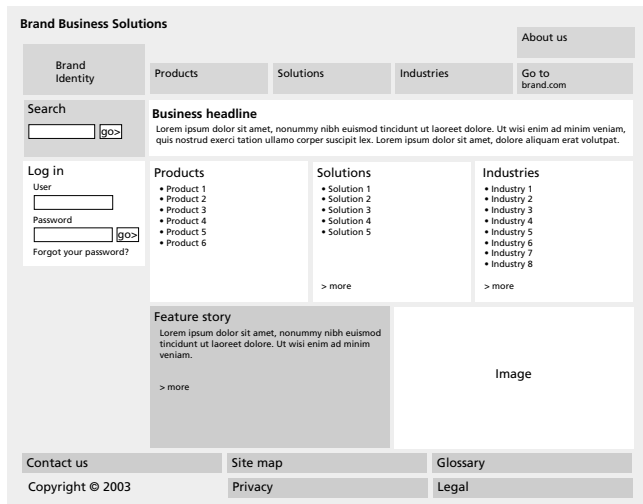 Brand Business Solutions
About us
Brand
Identity
Products
Solutions
Industries
Go to
brand.com
Search
go>
Business headline
Lorem ipsum dolor sit amet, nonummy nibh euismod tincidunt ut laoreet dolore. Ut wisi enim ad minim veniam,
quis nostrud exerci tation ullamo corper suscipit lex. Lorem ipsum dolor sit amet, dolore aliquam erat volutpat.
Log in
User
Password
go>
Forgot your password?
Products
• Product 1
• Product 2
• Product 3
• Product 4
• Product 5
• Product 6
Solutions
• Solution 1
• Solution 2
• Solution 3
• Solution 4
• Solution 5
> more
Industries
• Industry 1
• Industry 2
• Industry 3
• Industry 4
• Industry 5
• Industry 6
• Industry 7
• Industry 8
> more
Feature story
Lorem ipsum dolor sit amet, nonummy nibh euismod
tincidunt ut laoreet dolore. Ut wisi enim ad minim
veniam.
> more
Image
Contact us
Site map
Glossary
Copyright © 2003
Privacy
Legal